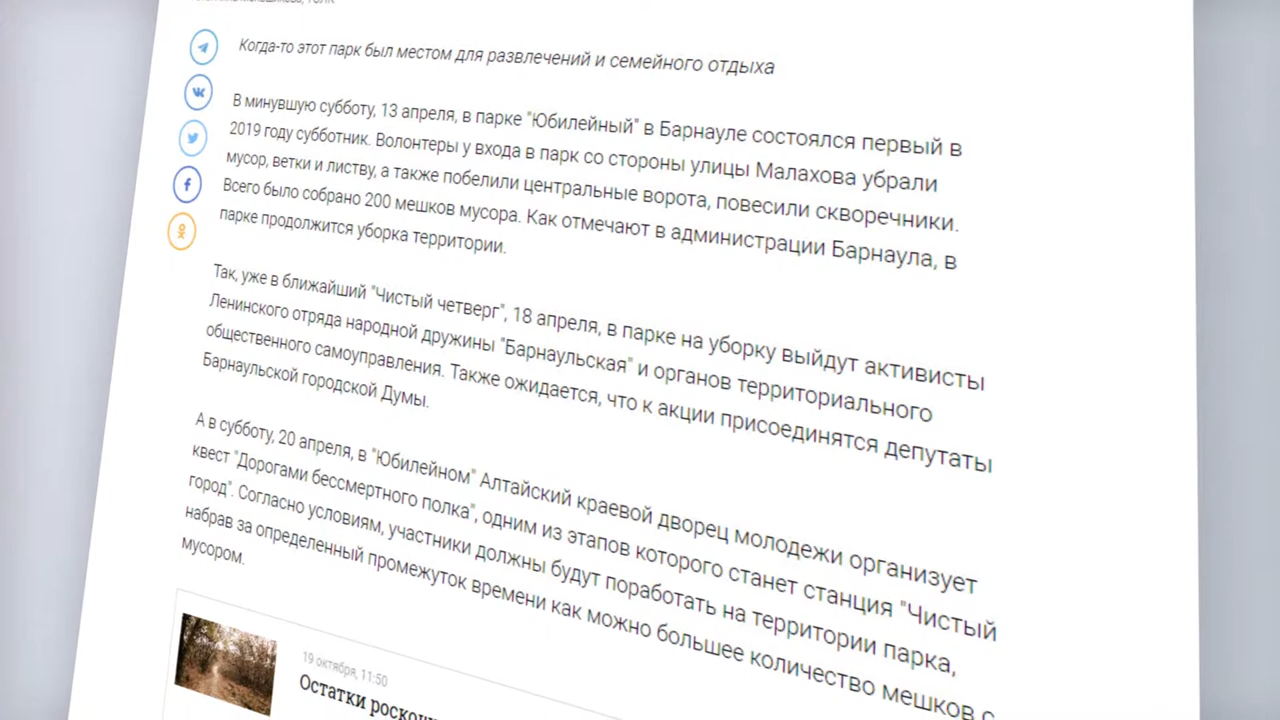 Когда-то этот парк был местом для развлечений и семейного отдыха
В минувшую субботу, 13 апреля, в парке "Юбилейный" в Барнауле состоялся первый в
2019 году субботник. Волонтеры у входа в парк со стороны улицы Малахова убрали
мусор, ветки и листву, а также побелили центральные ворота, повесили скворечники.
Всего было собрано 200 мешков мусора. Как отмечают в администрации Барнаула, в
парке продолжится уборка территории.
Так, уже в ближайший "Чистый четверг", 18 апреля, в парке на уборку выйдут активисты
Ленинского отряда народной дружины "Барнаульская" и органов территориального
общественного самоуправления. Также ожидается, что к акции присоединятся депутаты
Барнаульской городской Думы.
А в субботу, 20 апреля, в "Юбилейном" Алтайский краевой дворец молодежи организует
квест "Дорогами бессмертного полка", одним из этапов которого станет станция "Чистый
город". Согласно условиям, участники должны будут поработать на территории парка,
набрав за определенный промежуток времени как можно большее количество мешков с
мусором.
19 октября, 11:50
Остатки